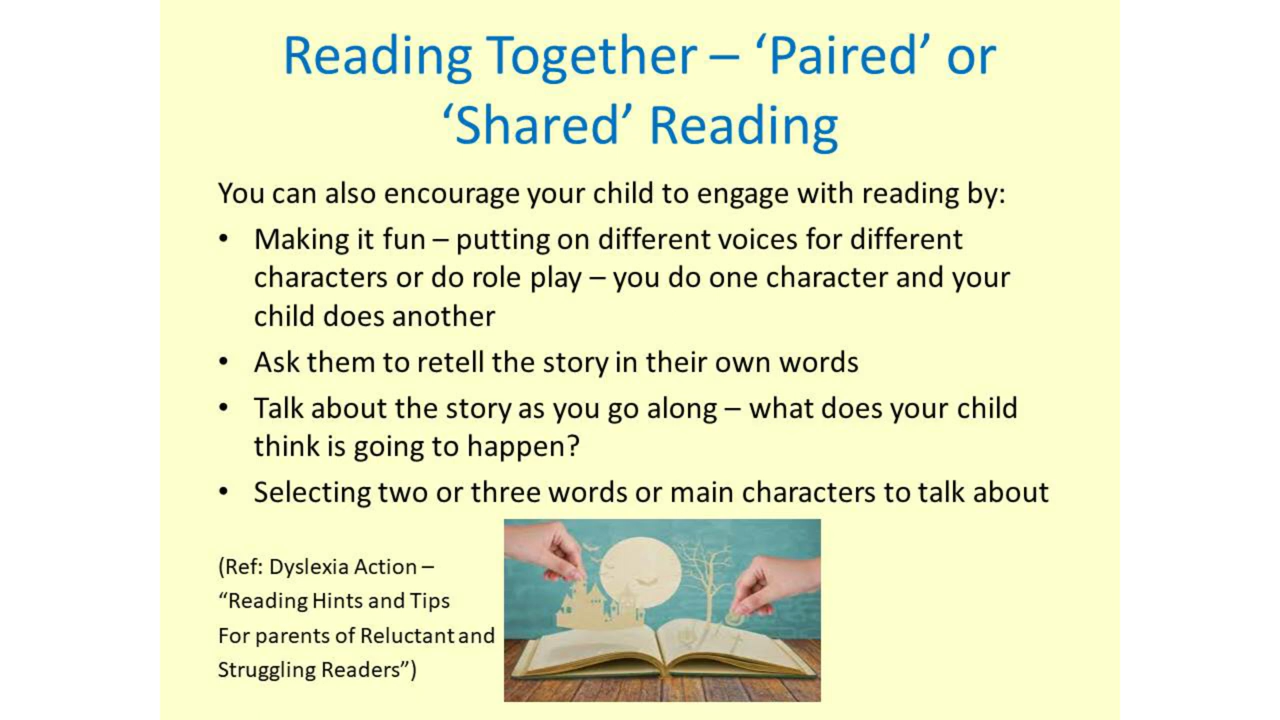 Reading Together – ‘Paired’ or
‘Shared’ Reading
You can also encourage your child to engage with reading by:
• Making it fun – putting on different voices for different
characters or do role play – you do one character and your
child does another
• Ask them to retell the story in their own words
• Talk about the story as you go along – what does your child
think is going to happen?
• Selecting two or three words or main characters to talk about
(Ref: Dyslexia Action –
“Reading Hints and Tips
For parents of Reluctant and
Struggling Readers”)